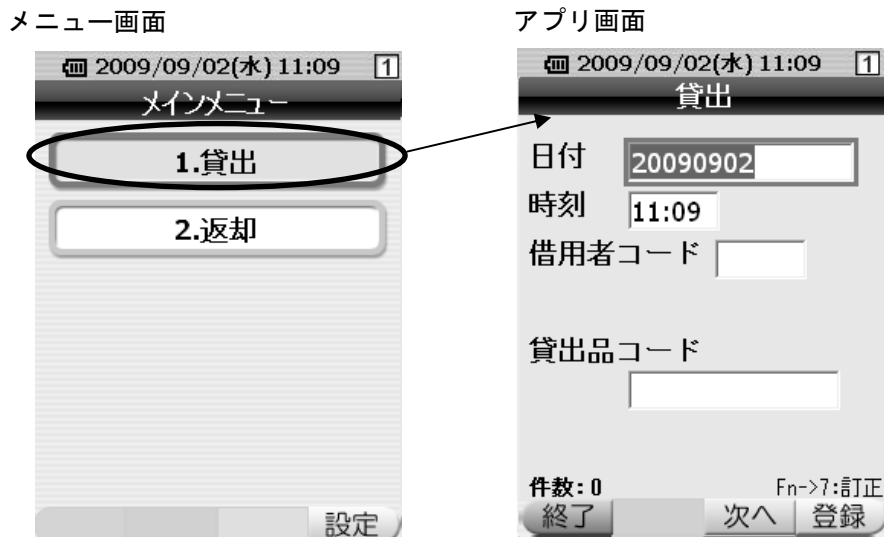 メニュー画面
2009/09/02(水) 11:09 1
メインメニュー
1.貸出
2.返却
設定
アプリ画面
2009/09/02(水) 11:09 1
貸出
日付 20090902
時刻 11:09
借用者コード
貸出品コード
件数:0 Fn->7:訂正
終了 次へ 登録